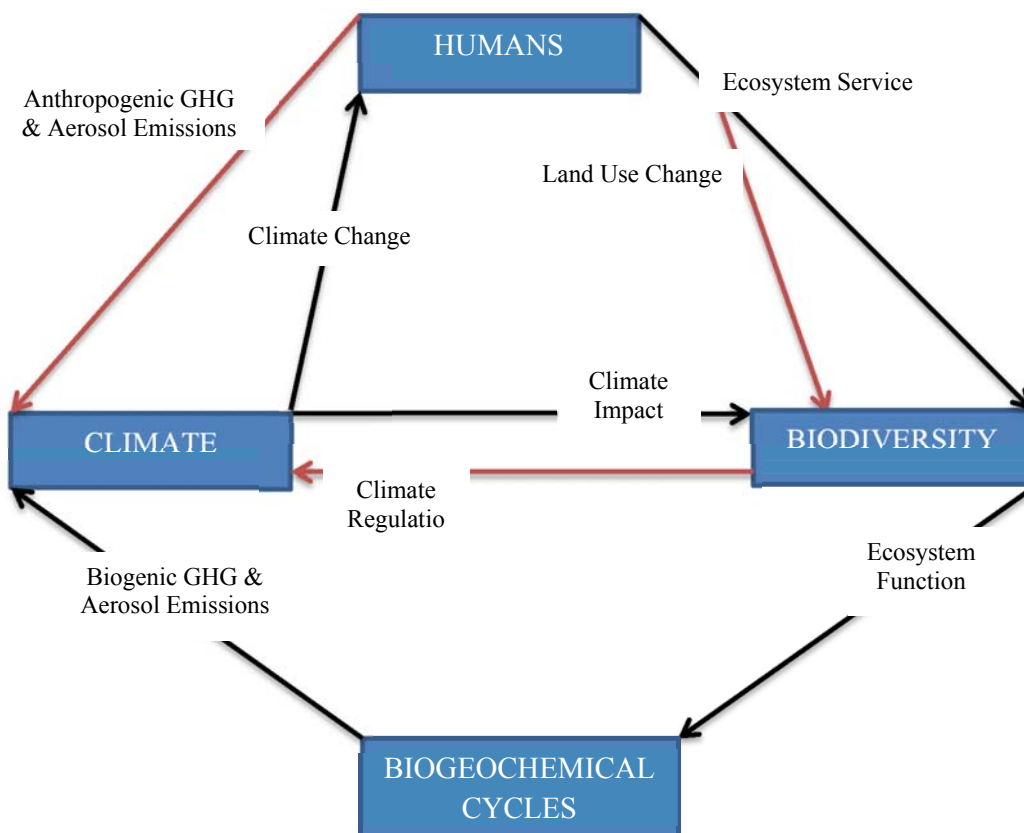 HUMANS
Ecosystem Service
Anthropogenic GHG
& Aerosol Emissions
Land Use Change
Climate Change
Climate
Impact
CLIMATE
BIODIVERSITY
Climate
Regulatio
Ecosystem
Function
Biogenic GHG &
Aerosol Emissions
BIOGEOCHEMICAL
CYCLES